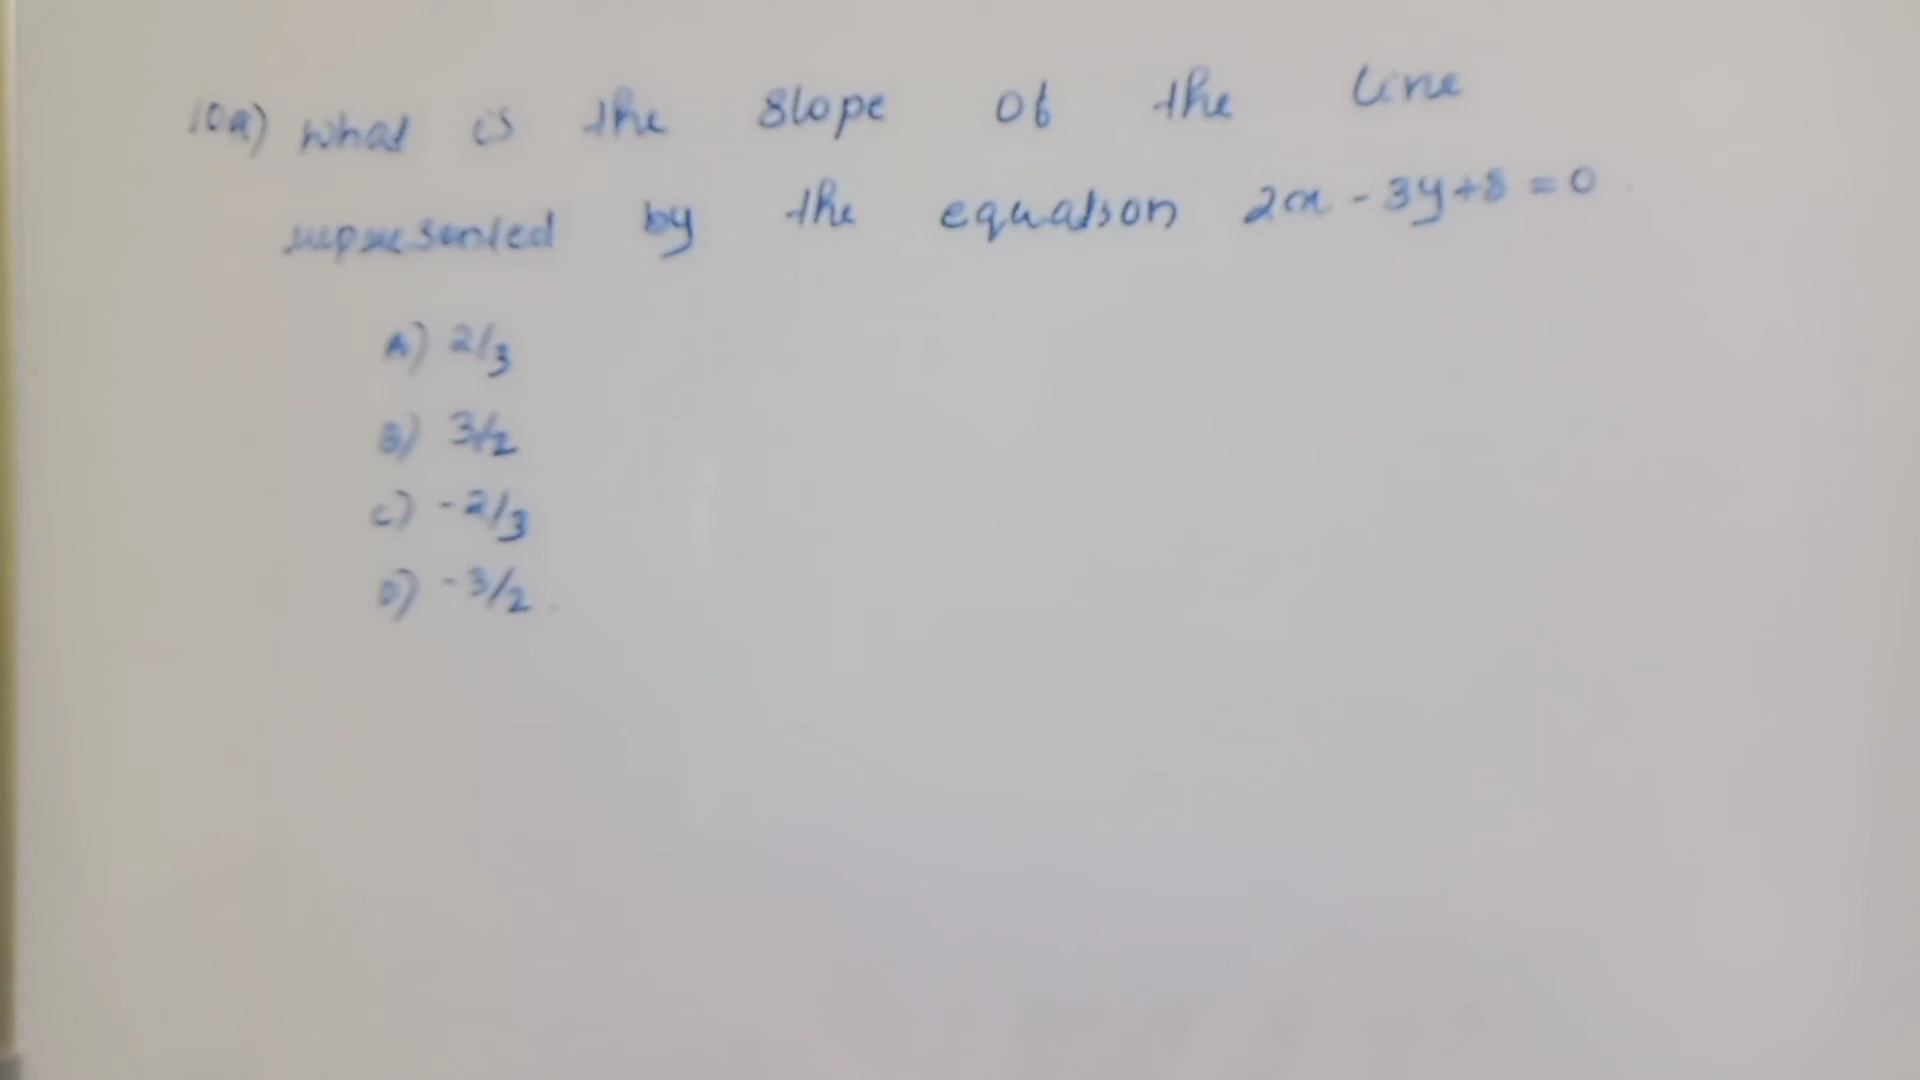 10a) What is the slope of the line
represented by the equation 2x - 3y + 8 = 0.
A) 2/3
B) 3/2
C) -2/3
D) -3/2.